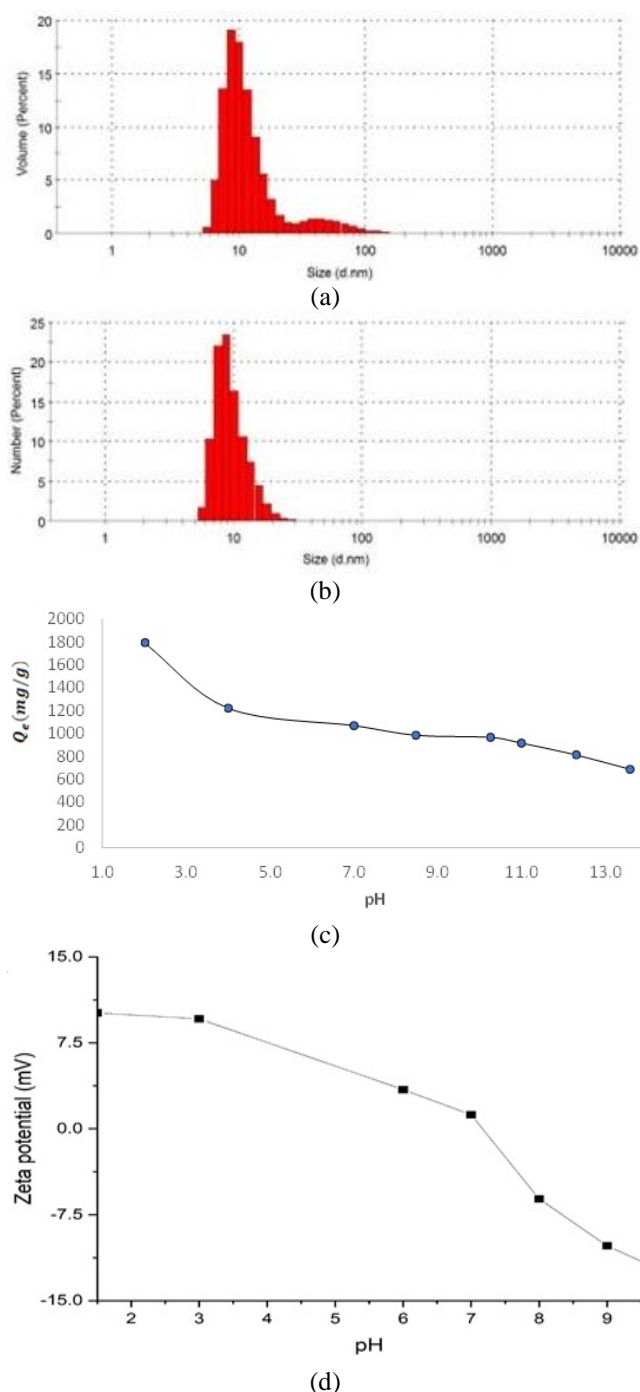 20
15
10
5
0
Volume (Percent)
1 10 100 1000 10000
Size (d.nm)
(a)
25
20
15
10
5
0
Number (Percent)
1 10 100 1000 10000
Size (d.nm)
(b)
2000
1800
1600
1400
1200
1000
800
600
400
200
0
Qe(mg/g)
1.0 3.0 5.0 7.0 9.0 11.0 13.0
pH
(c)
15.0
7.5
0.0
-7.5
-15.0
Zeta potential (mV)
2 3 4 5 6 7 8 9
pH
(d)